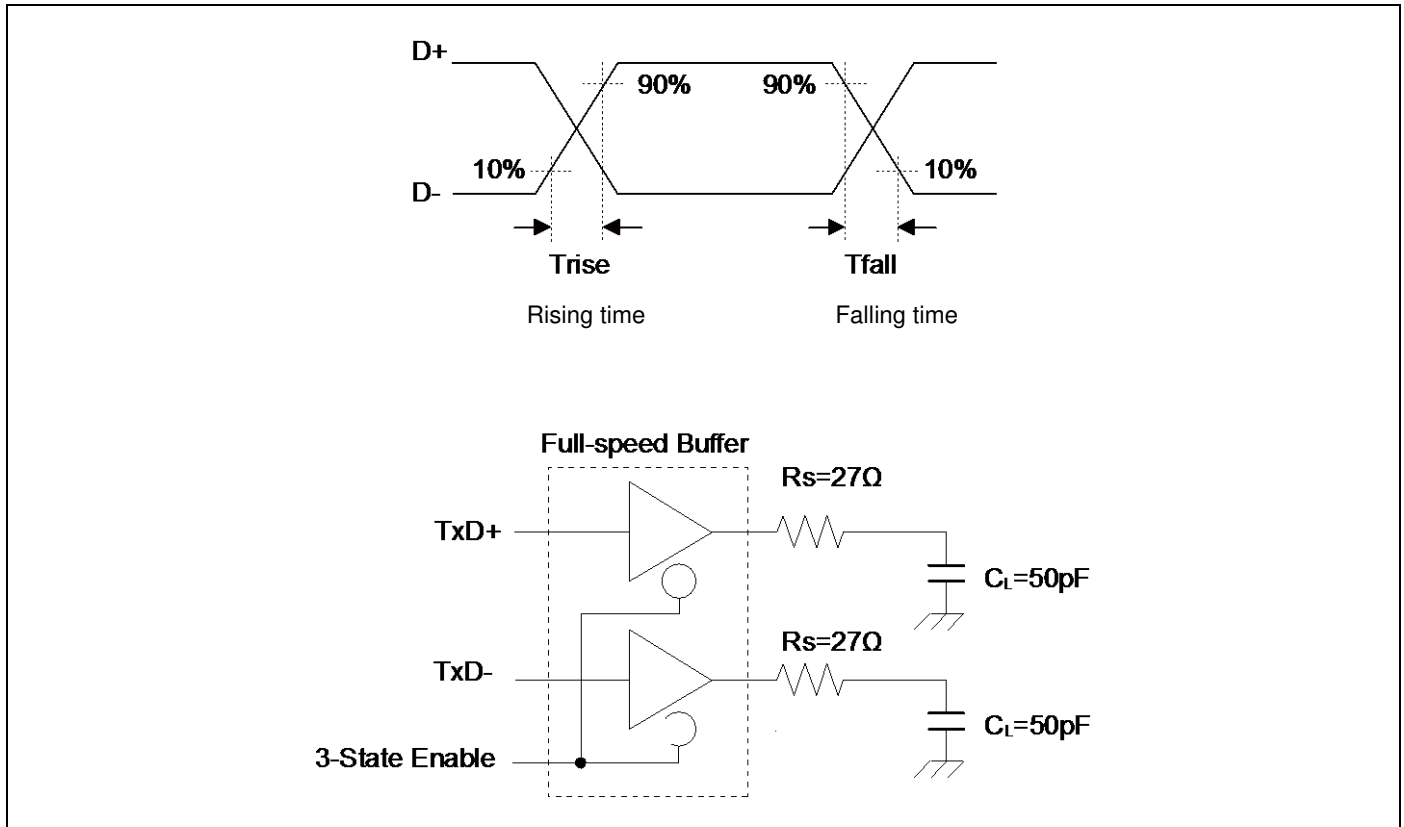 D+
90%
90%
10%
10%
D-
Trise
Tfall
Rising time
Falling time
Full-speed Buffer
Rs=27Ω
TxD+
CL=50pF
Rs=27Ω
TxD-
CL=50pF
3-State Enable